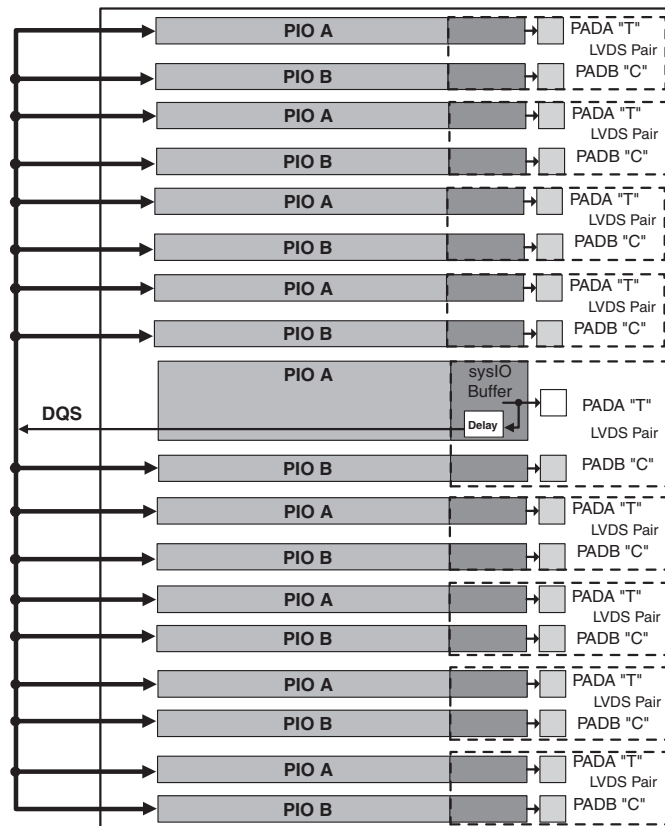 PIO A PADA "T"
LVDS Pair
PIO B PADB "C"
PIO A PADA "T"
LVDS Pair
PIO B PADB "C"
PIO A PADA "T"
LVDS Pair
PIO B PADB "C"
PIO A PADA "T"
LVDS Pair
PIO B PADB "C"
PIO A sysIO
Buffer
PADA "T"
DQS Delay
LVDS Pair
PIO B PADB "C"
PIO A PADA "T"
LVDS Pair
PIO B PADB "C"
PIO A PADA "T"
LVDS Pair
PIO B PADB "C"
PIO A PADA "T"
LVDS Pair
PIO B PADB "C"
PIO A PADA "T"
LVDS Pair
PIO B PADB "C"